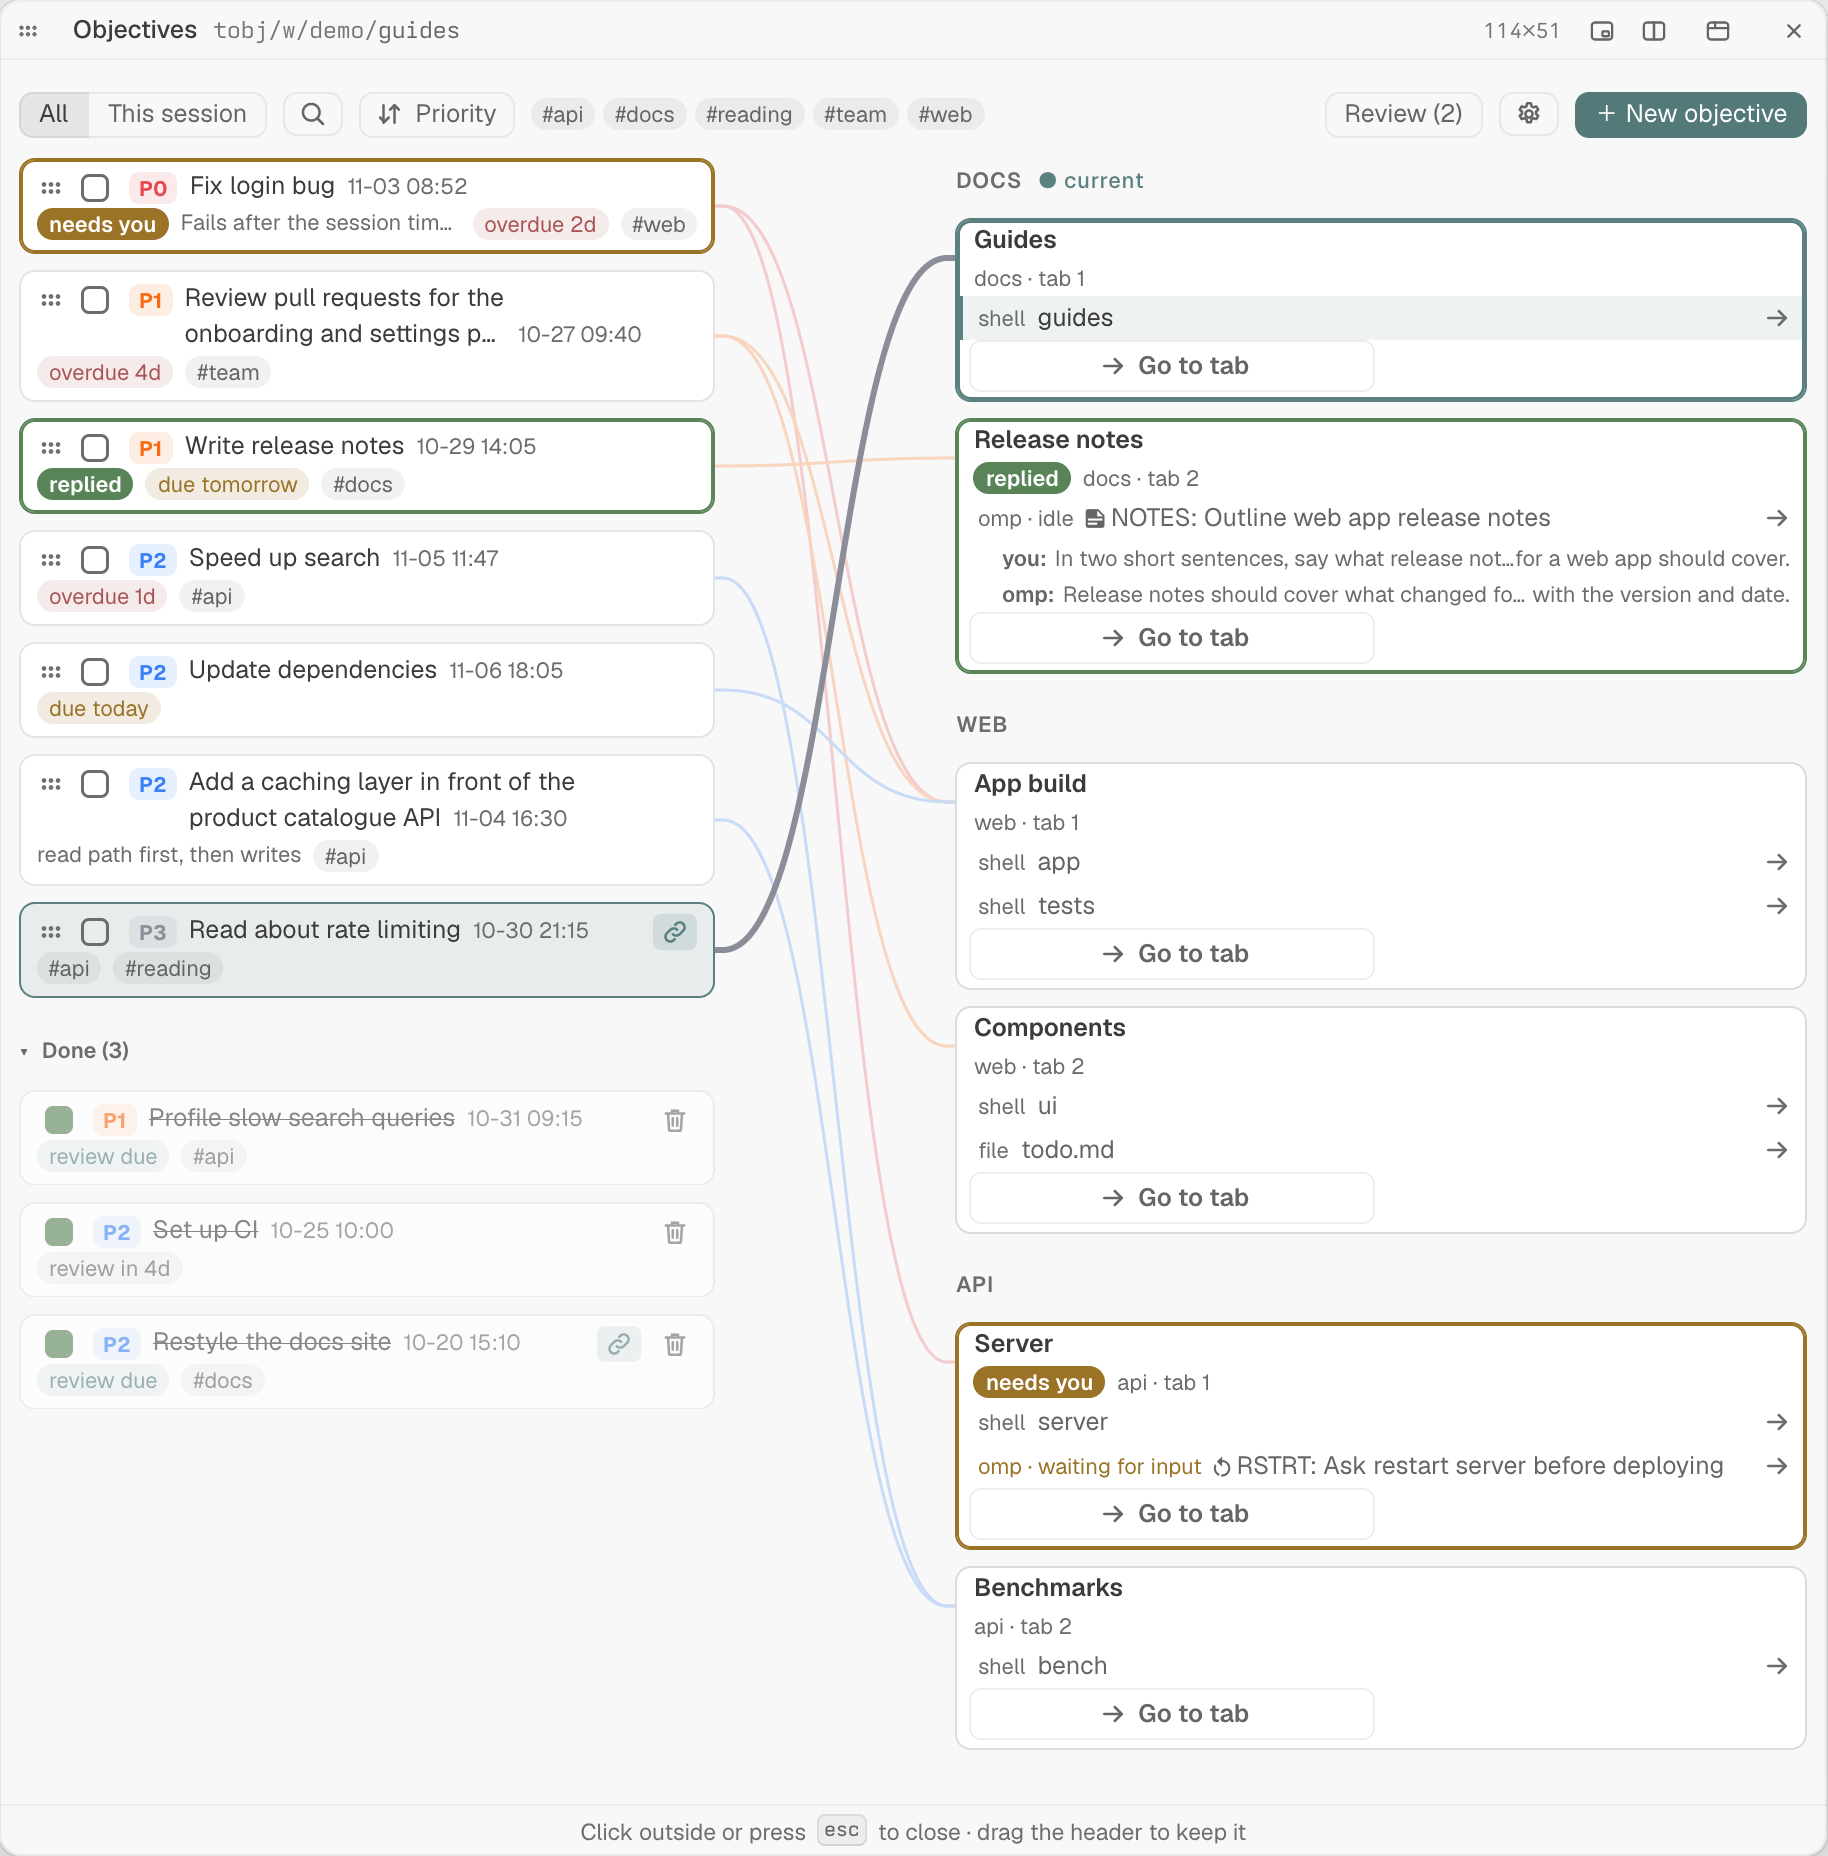 Objectives tobj/w/demo/guides 114×51
All This session Priority #api #docs #reading #team #web Review (2) + New objective
P0 Fix login bug 11-03 08:52
needs you Fails after the session tim… overdue 2d #web
P1 Review pull requests for the
onboarding and settings p… 10-27 09:40
overdue 4d #team
P1 Write release notes 10-29 14:05
replied due tomorrow #docs
P2 Speed up search 11-05 11:47
overdue 1d #api
P2 Update dependencies 11-06 18:05
due today
P2 Add a caching layer in front of the
product catalogue API 11-04 16:30
read path first, then writes #api
P3 Read about rate limiting 10-30 21:15
#api #reading
Done (3)
P1 Profile slow search queries 10-31 09:15
review due #api
P2 Set up CI 10-25 10:00
review in 4d
P2 Restyle the docs site 10-20 15:10
review due #docs
DOCS current
Guides
docs · tab 1
shell guides →
→ Go to tab
Release notes
replied docs · tab 2
omp · idle NOTES: Outline web app release notes →
you: In two short sentences, say what release not…for a web app should cover.
omp: Release notes should cover what changed fo… with the version and date.
→ Go to tab
WEB
App build
web · tab 1
shell app →
shell tests →
→ Go to tab
Components
web · tab 2
shell ui →
file todo.md →
→ Go to tab
API
Server
needs you api · tab 1
shell server →
omp · waiting for input RSTRT: Ask restart server before deploying →
→ Go to tab
Benchmarks
api · tab 2
shell bench →
→ Go to tab
Click outside or press esc to close · drag the header to keep it